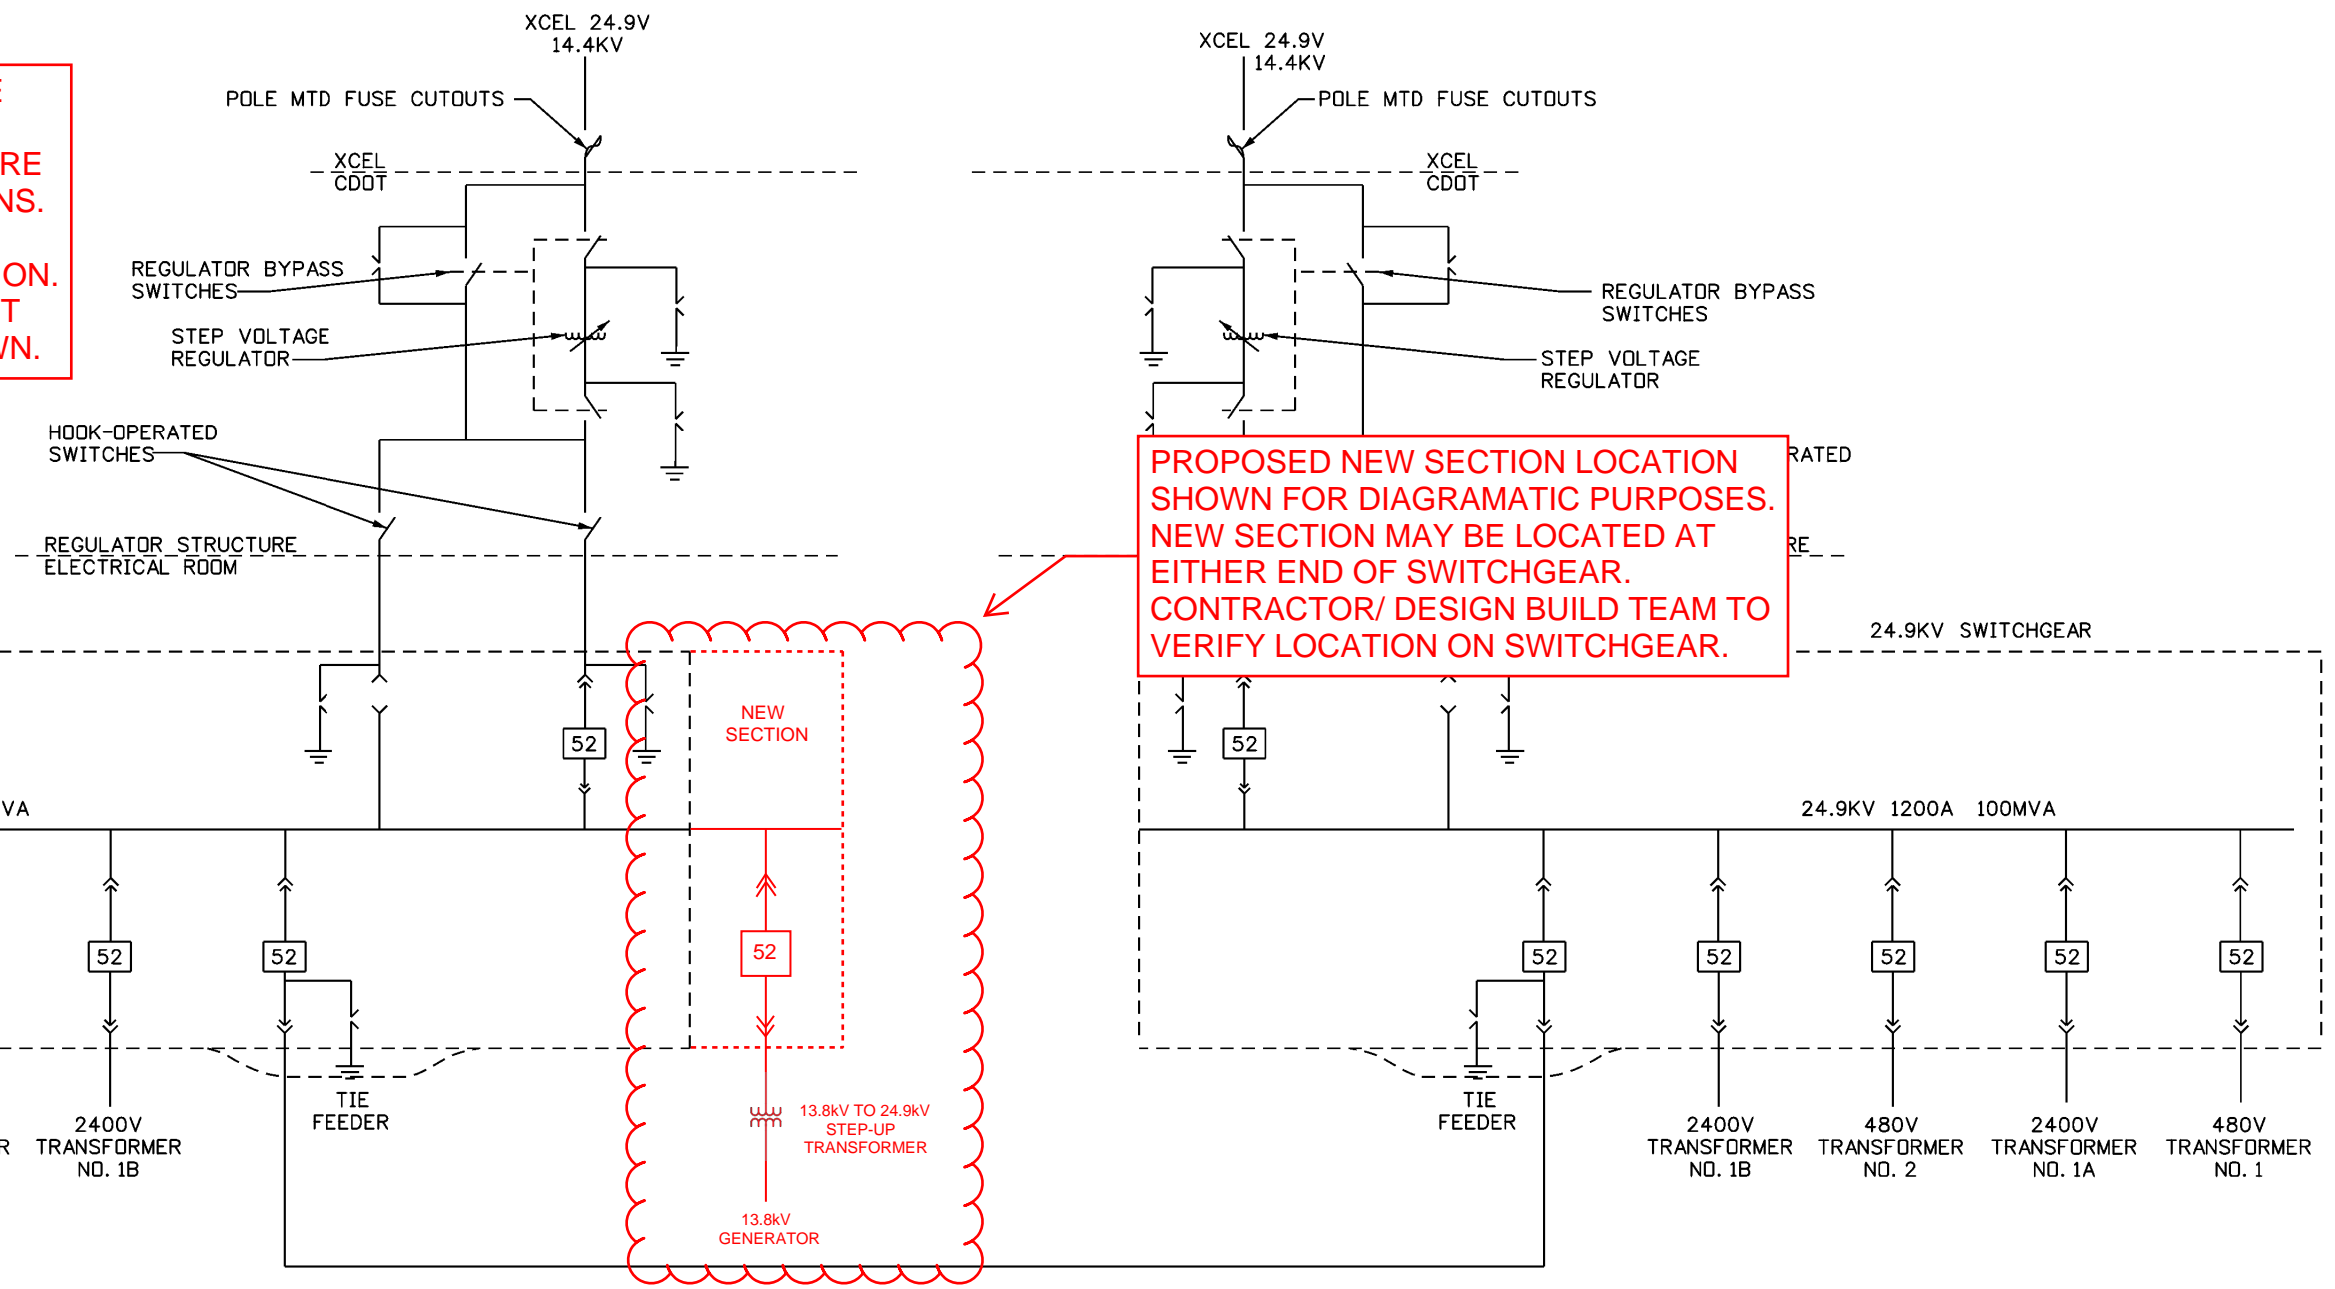 XCEL 24.9V
14.4KV
POLE MTD FUSE CUTOUTS
XCEL
CDOT
REGULATOR BYPASS
SWITCHES
STEP VOLTAGE
REGULATOR
HOOK-OPERATED
SWITCHES
REGULATOR STRUCTURE
ELECTRICAL ROOM
XCEL 24.9V
14.4KV
POLE MTD FUSE CUTOUTS
XCEL
CDOT
REGULATOR BYPASS
SWITCHES
STEP VOLTAGE
REGULATOR
RATED
RE
E
RE
NS.
ON.
T
WN.
PROPOSED NEW SECTION LOCATION
SHOWN FOR DIAGRAMATIC PURPOSES.
NEW SECTION MAY BE LOCATED AT
EITHER END OF SWITCHGEAR.
CONTRACTOR/ DESIGN BUILD TEAM TO
VERIFY LOCATION ON SWITCHGEAR.
24.9KV SWITCHGEAR
NEW
SECTION
52
52
VA
24.9KV 1200A 100MVA
52
52
52
52
52
52
52
52
TIE
FEEDER
2400V
TRANSFORMER
NO. 1B
R
13.8kV TO 24.9kV
STEP-UP
TRANSFORMER
13.8kV
GENERATOR
TIE
FEEDER
2400V
TRANSFORMER
NO. 1B
480V
TRANSFORMER
NO. 2
2400V
TRANSFORMER
NO. 1A
480V
TRANSFORMER
NO. 1